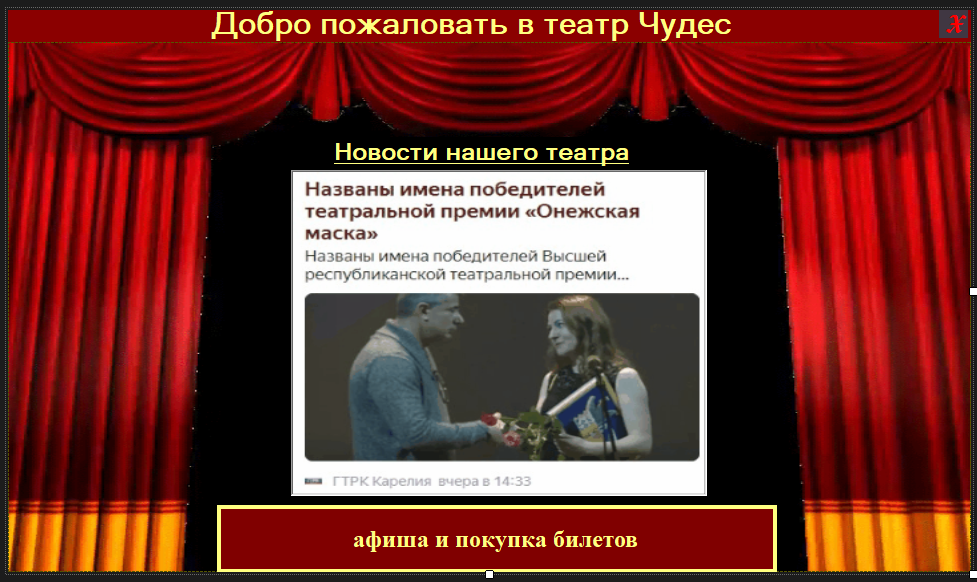 Добро пожаловать в театр Чудес
X
Новости нашего театра
Названы имена победителей
театральной премии «Онежская
маска»
Названы имена победителей Высшей
республиканской театральной премии...
ГТРК Карелия вчера в 14:33
афиша и покупка билетов